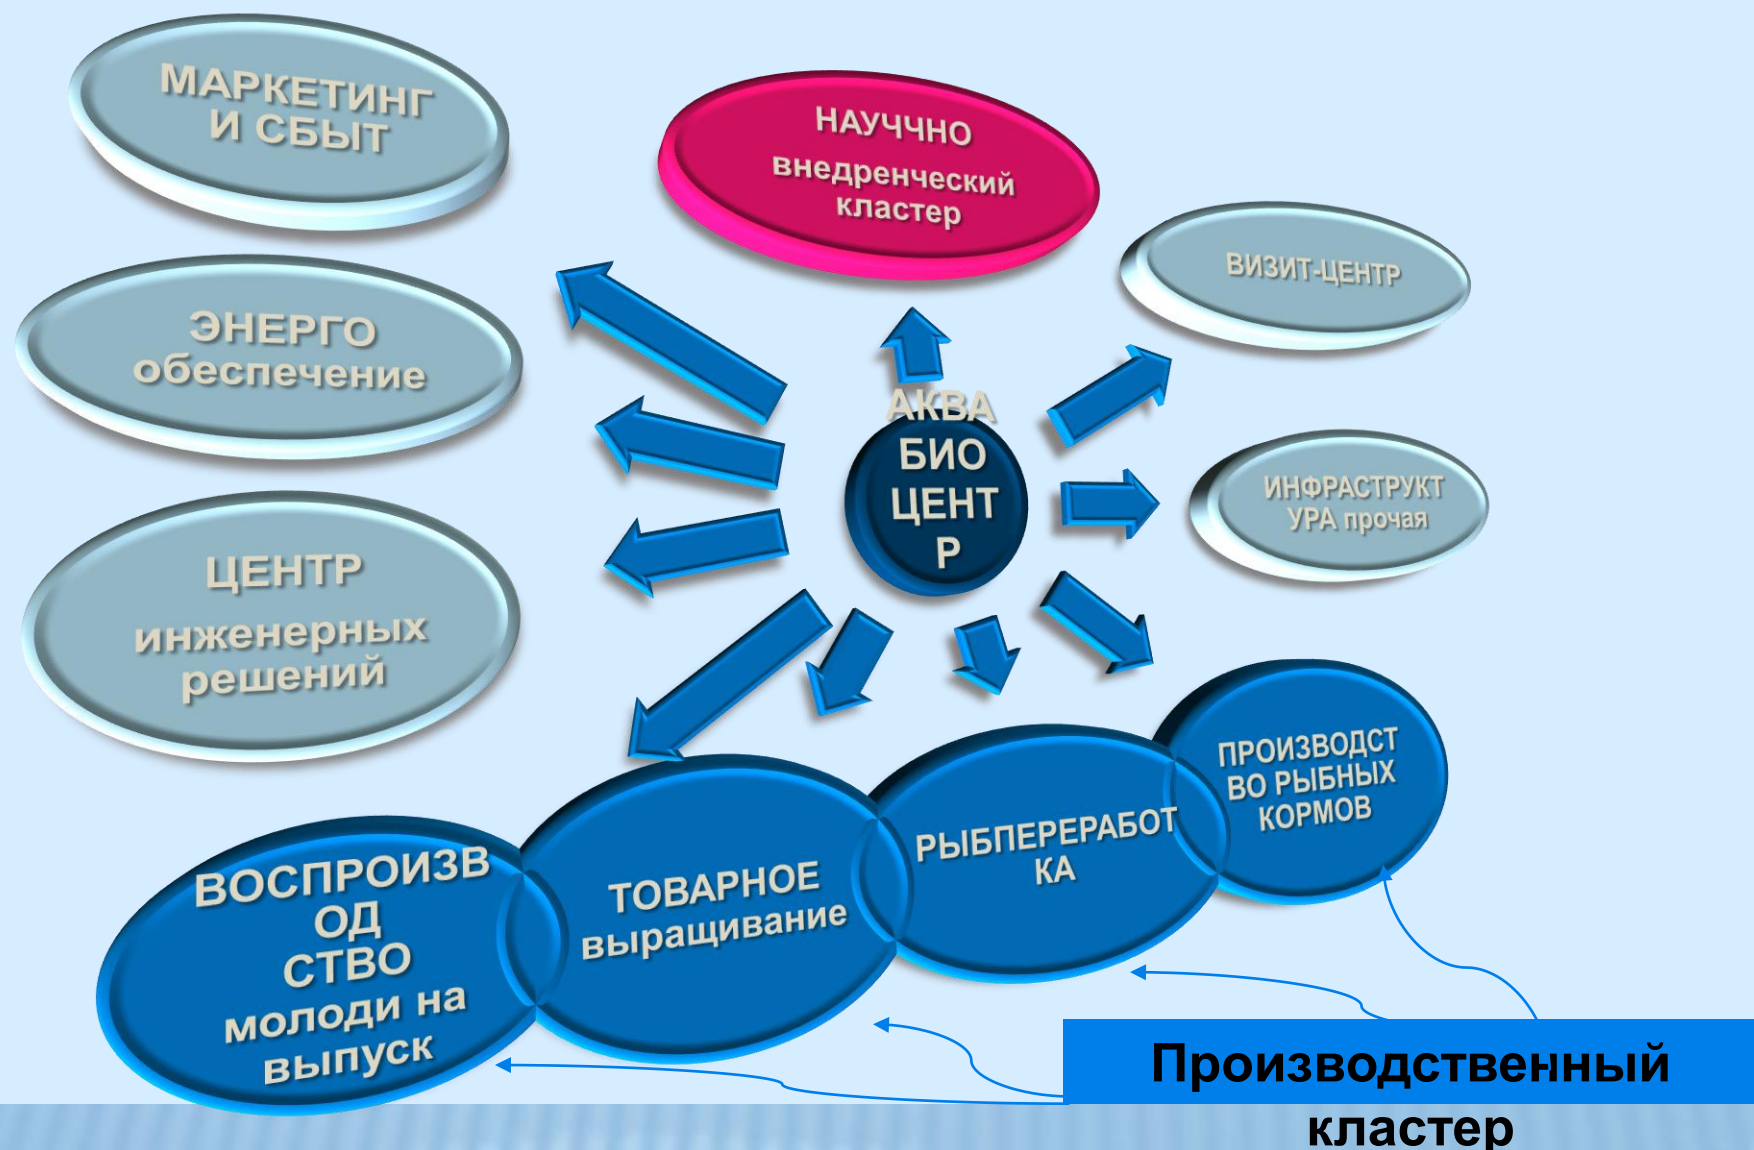 МАРКЕТИНГ
И СБЫТ
НАУЧЧНО
внедренческий
кластер
ВИЗИТ-ЦЕНТР
ЭНЕРГО
обеспечение
АКВА
БИО
ЦЕНТ
Р
ИНФРАСТРУКТ
УРА прочая
ЦЕНТР
инженерных
решений
ПРОИЗВОДСТ
ВО РЫБНЫХ
КОРМОВ
РЫБПЕРЕРАБОТ
КА
ТОВАРНОЕ
выращивание
ВОСПРОИЗВ
ОД
СТВО
молоди на
выпуск
Производственный
кластер